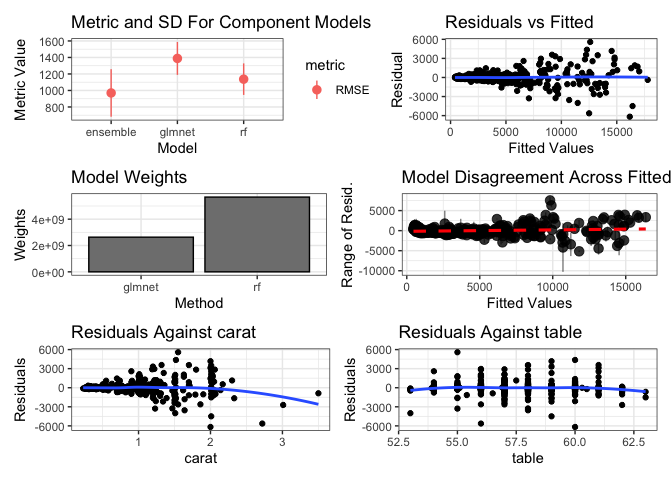 Metric and SD For Component Models
Metric Value
1600
1400
1200
1000
800
ensemble glmnet rf
Model
metric
RMSE
Residuals vs Fitted
Residual
6000
3000
0
-3000
-6000
0 5000 10000 15000
Fitted Values
Model Weights
Weights
4e+09
2e+09
0e+00
glmnet rf
Method
Model Disagreement Across Fitted
Range of Resid.
5000
0
-5000
-10000
0 5000 10000 15000
Fitted Values
Residuals Against carat
Residuals
6000
3000
0
-3000
-6000
1 2 3
carat
Residuals Against table
Residuals
6000
3000
0
-3000
-6000
52.5 55.0 57.5 60.0 62.5
table